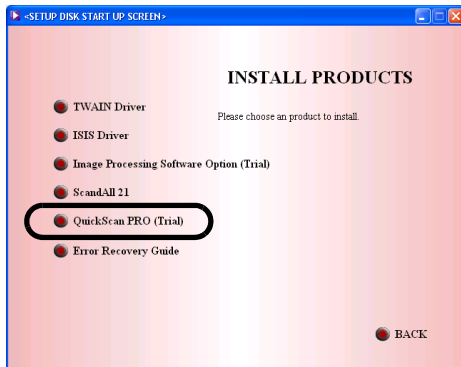 <SETUP DISK START UP SCREEN>
INSTALL PRODUCTS
Please choose an product to install.
TWAIN Driver
ISIS Driver
Image Processing Software Option (Trial)
ScandAll 21
QuickScan PRO (Trial)
Error Recovery Guide
BACK